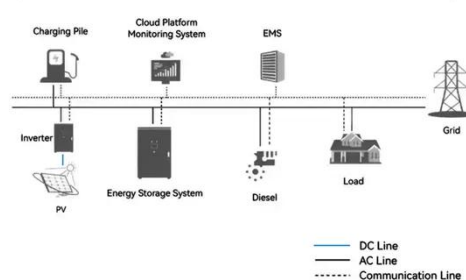 Charging Pile
Cloud Platform
Monitoring System
EMS
Grid
Inverter
PV
Energy Storage System
Diesel
Load
DC Line
AC Line
Communication Line